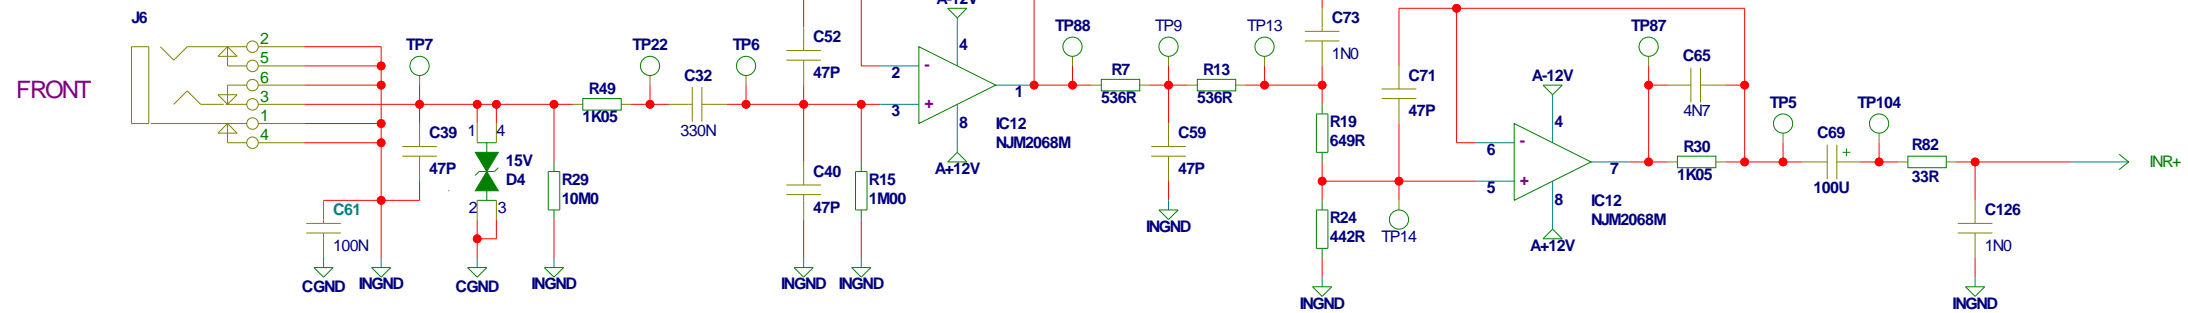 FRONT
J6
2
5
6
3
1
4
TP7
C39
47P
C61
100N
CGND
INGND
1
4
15V
D4
2
3
CGND
R29
10M0
INGND
R49
1K05
TP22
C32
330N
TP6
C52
47P
C40
47P
INGND
R15
1M00
INGND
A-12V
4
2
-
3
+
1
8
IC12
NJM2068M
A+12V
TP88
R7
536R
TP9
C59
47P
INGND
R13
536R
TP13
C73
1N0
R19
649R
R24
442R
INGND
C71
47P
TP14
A-12V
4
6
-
5
+
7
8
IC12
NJM2068M
A+12V
TP87
C65
4N7
R30
1K05
TP5
C69
+
100U
TP104
R82
33R
C126
1N0
INGND
INR+